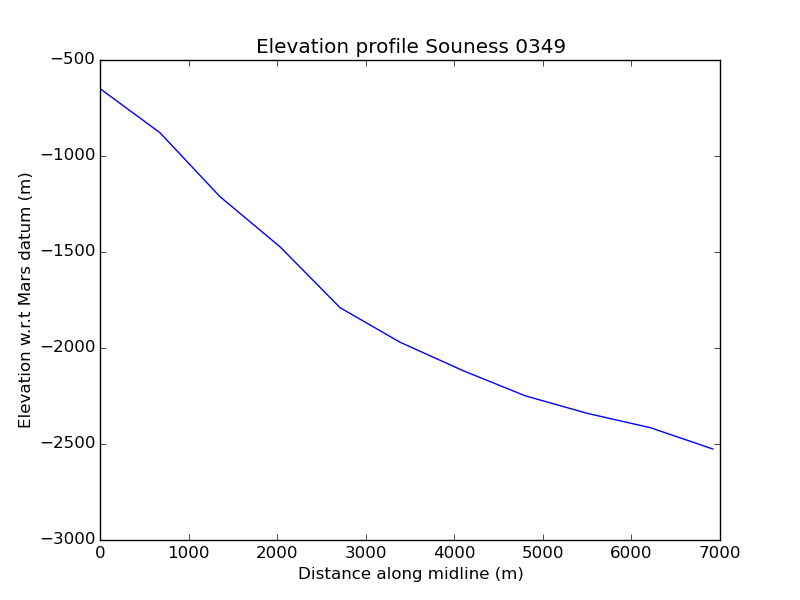 Elevation profile Souness 0349
−500
−1000
−1500
−2000
−2500
−3000
Elevation w.r.t Mars datum (m)
0 1000 2000 3000 4000 5000 6000 7000
Distance along midline (m)